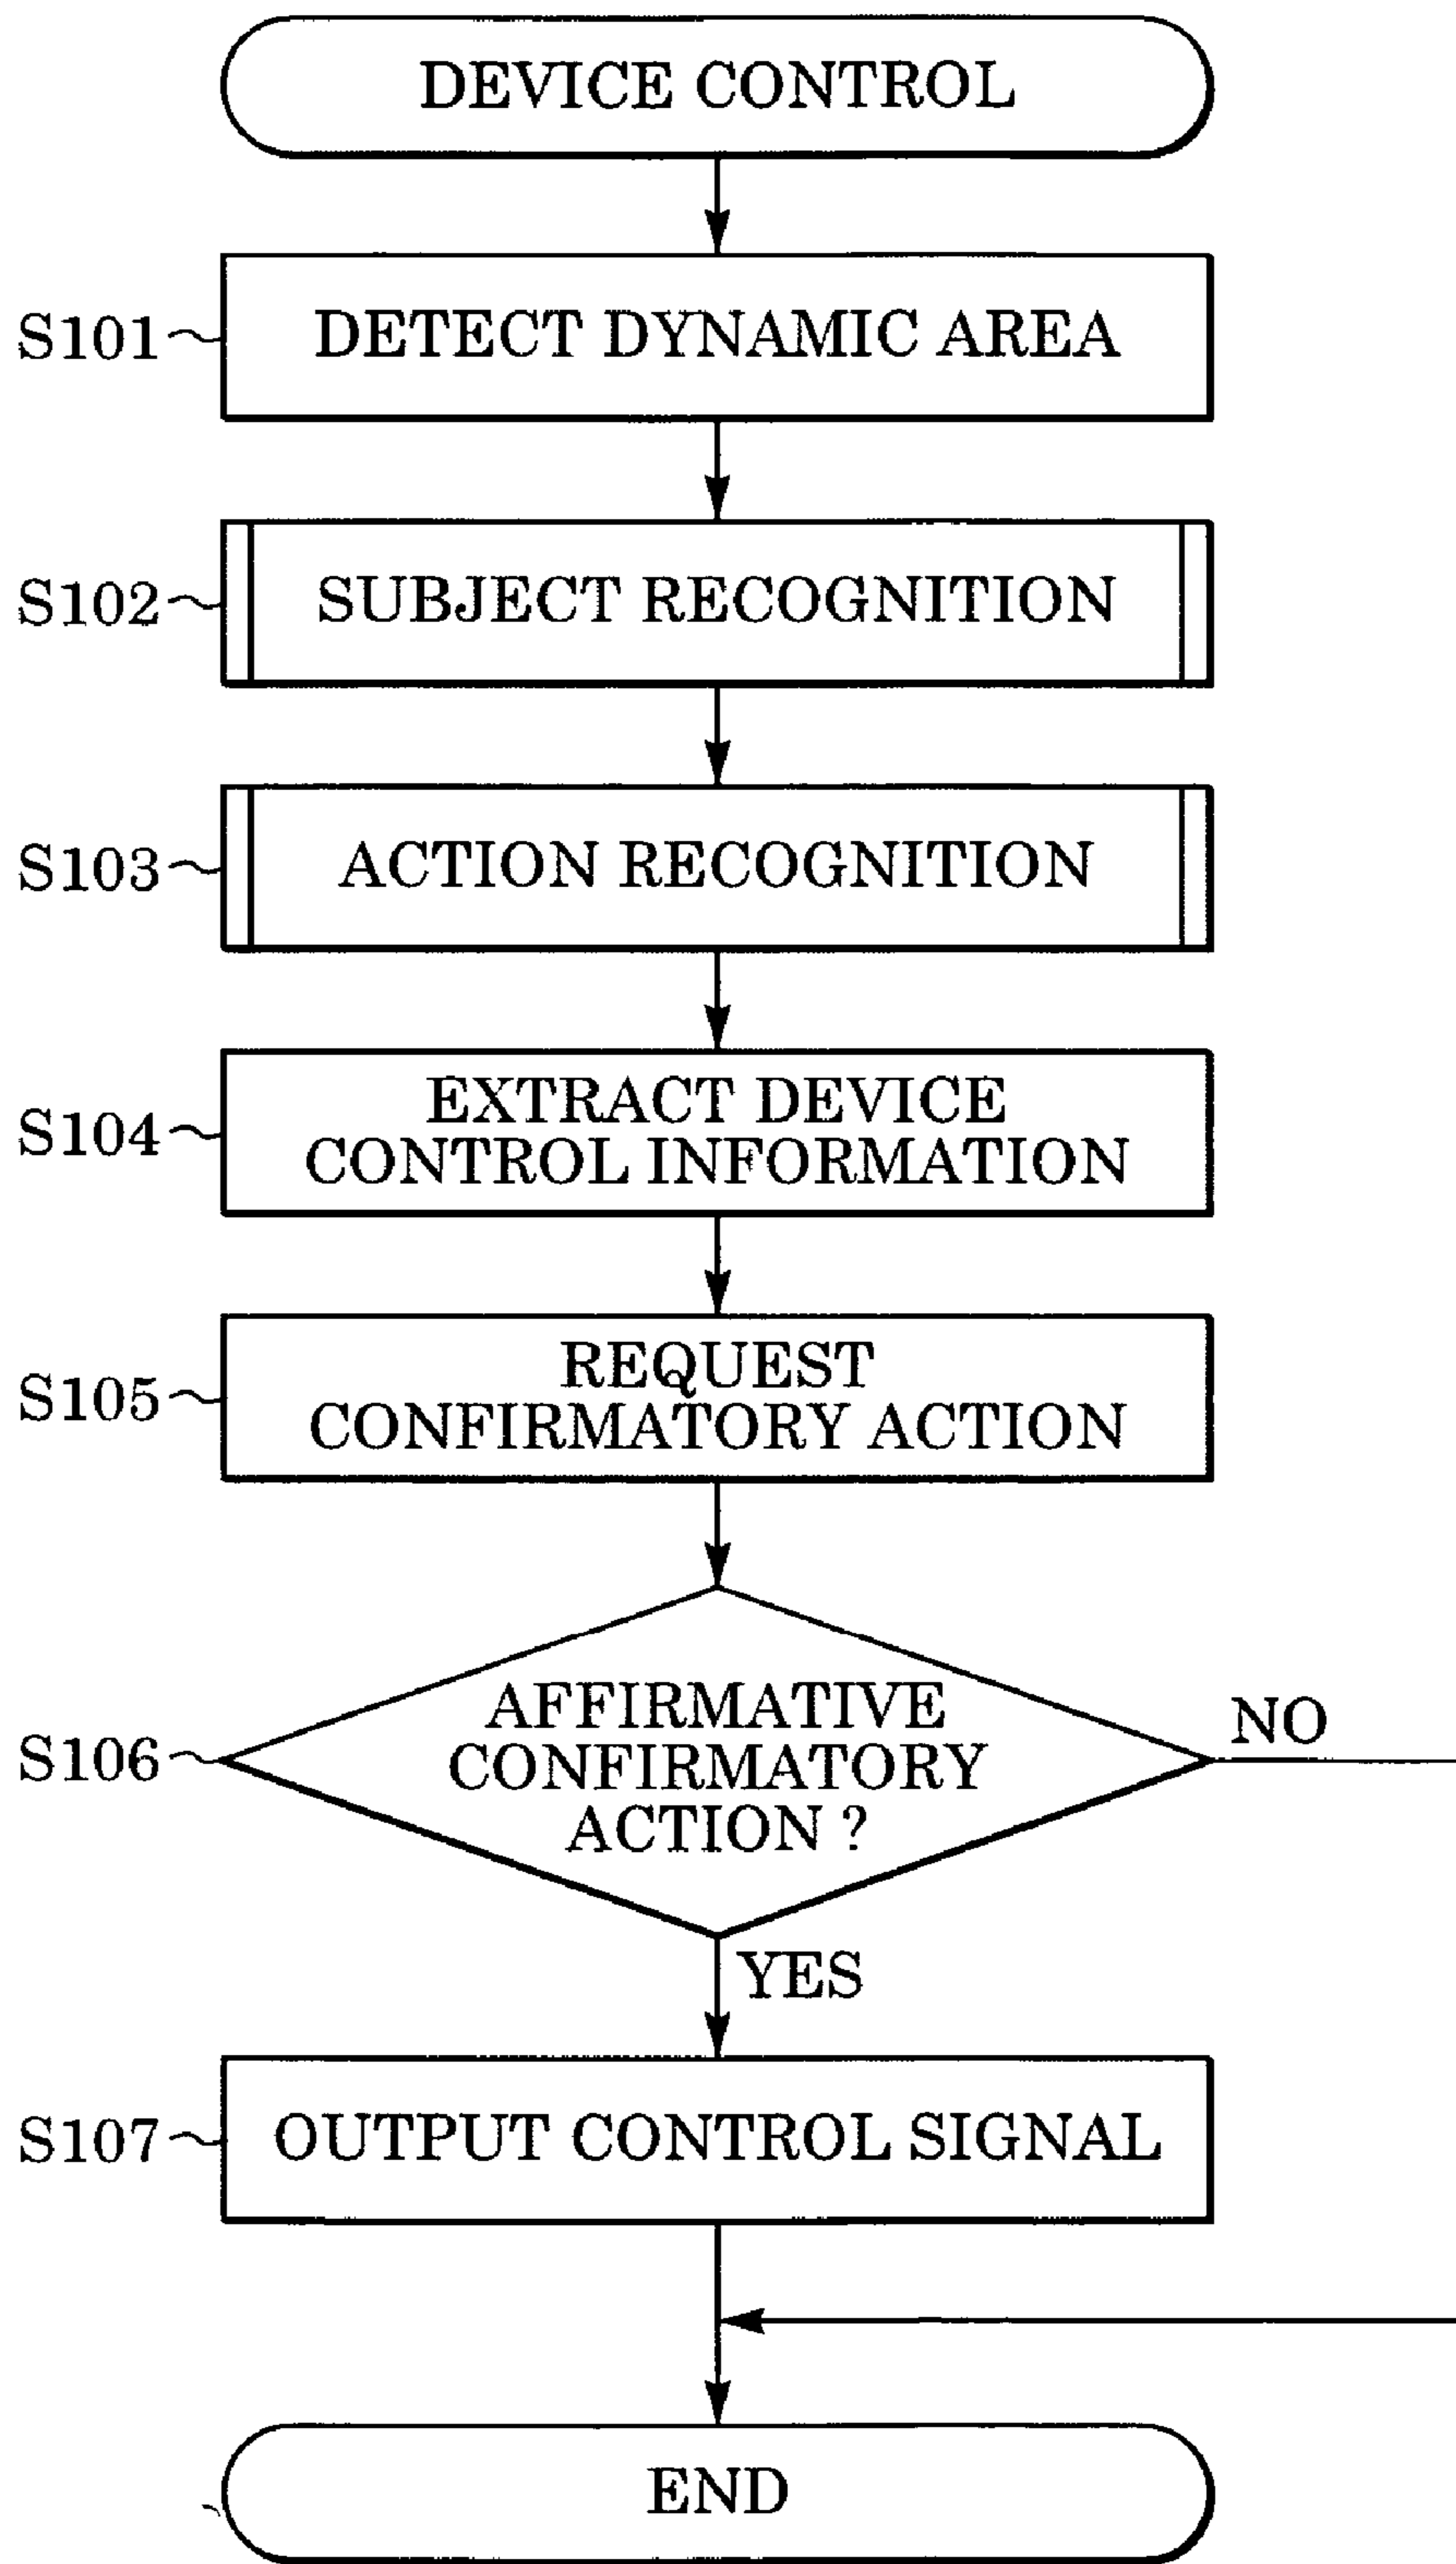 DEVICE CONTROL
S101
DETECT DYNAMIC AREA
S102
SUBJECT RECOGNITION
S103
ACTION RECOGNITION
S104
EXTRACT DEVICE
CONTROL INFORMATION
S105
REQUEST
CONFIRMATORY ACTION
S106
AFFIRMATIVE
CONFIRMATORY
ACTION ?
NO
YES
S107
OUTPUT CONTROL SIGNAL
END